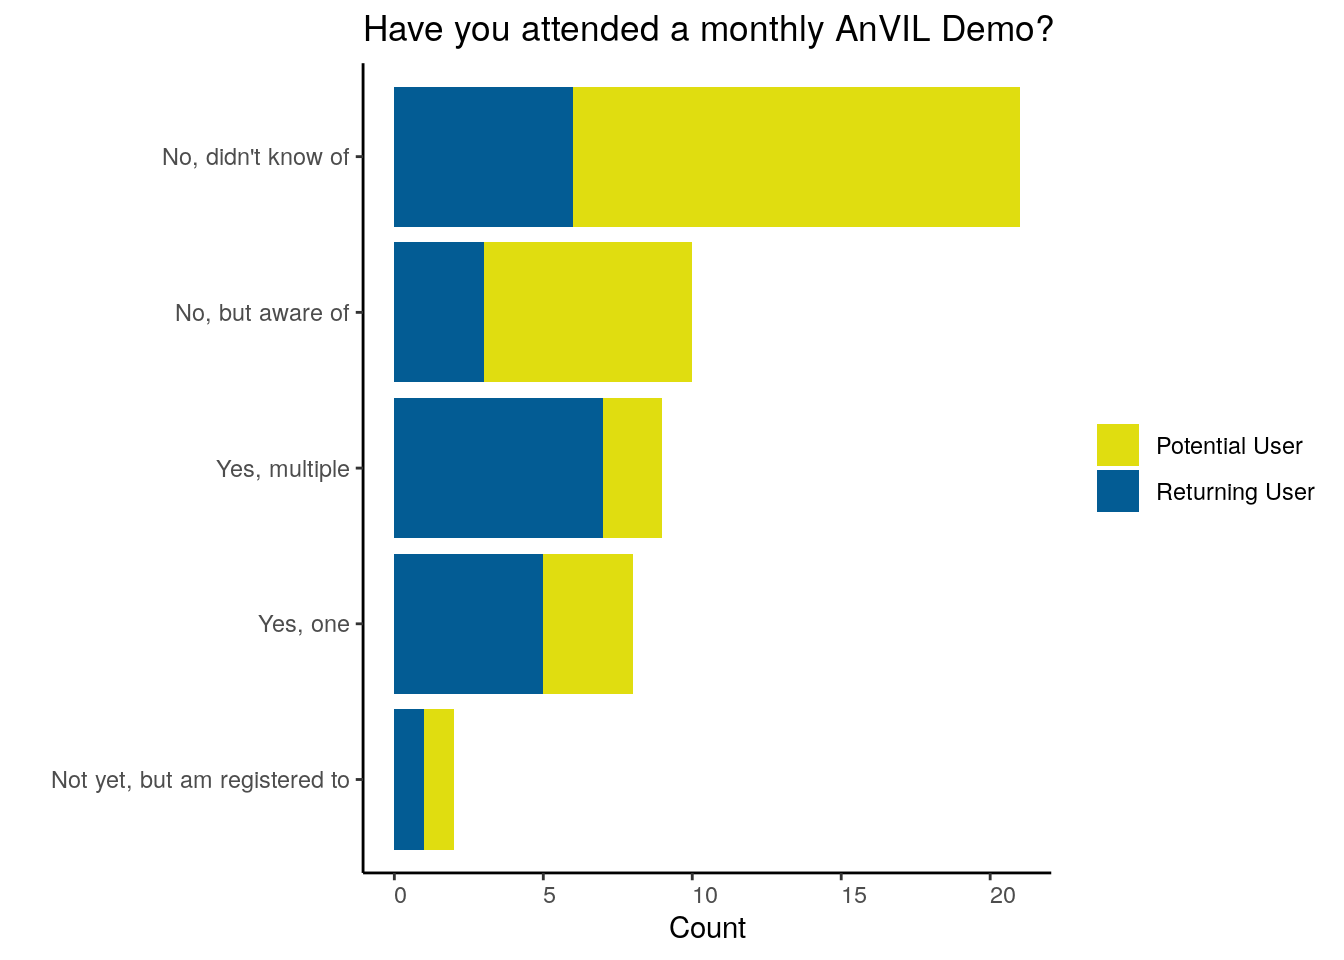 Have you attended a monthly AnVIL Demo?
No, didn't know of
No, but aware of
Yes, multiple
Yes, one
Not yet, but am registered to
0 5 10 15 20
Count
Potential User
Returning User